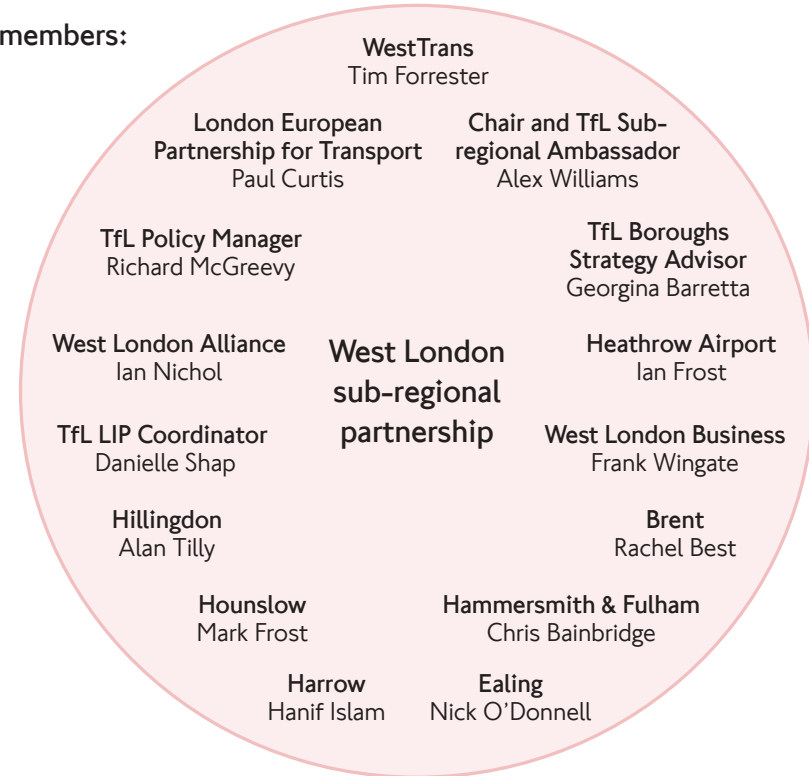 members:
WestTrans
Tim Forrester
London European
Partnership for Transport
Paul Curtis
Chair and TfL Sub-
regional Ambassador
Alex Williams
TfL Policy Manager
Richard McGreevy
TfL Boroughs
Strategy Advisor
Georgina Barretta
West London Alliance
Ian Nichol
West London
sub-regional
partnership
Heathrow Airport
Ian Frost
TfL LIP Coordinator
Danielle Shap
West London Business
Frank Wingate
Hillingdon
Alan Tilly
Brent
Rachel Best
Hounslow
Mark Frost
Hammersmith & Fulham
Chris Bainbridge
Harrow
Hanif Islam
Ealing
Nick O'Donnell